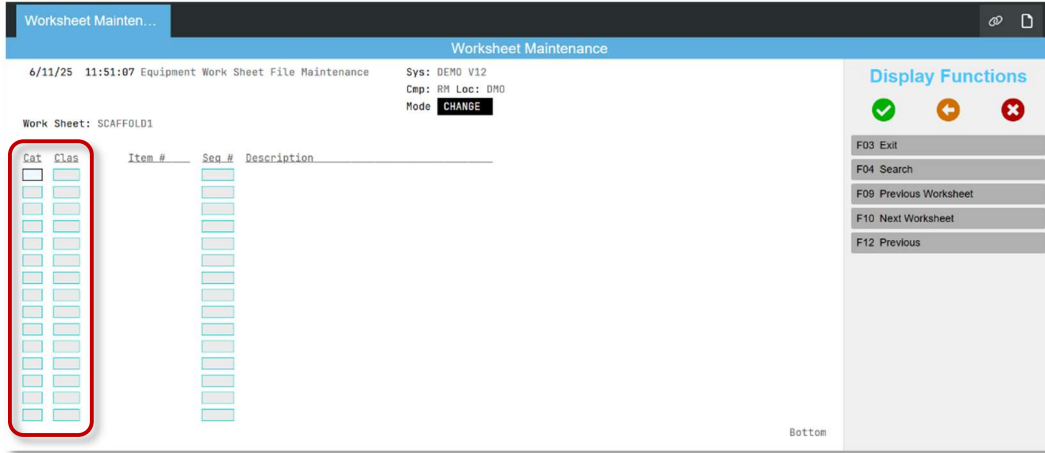 Worksheet Mainten...
Worksheet Maintenance
6/11/25 11:51:07 Equipment Work Sheet File Maintenance Sys: DEMO V12
Cmp: RM Loc: DMO
Mode CHANGE
Work Sheet: SCAFFOLD1
Cat Clas Item # Seq # Description
Bottom
Display Functions
F03 Exit
F04 Search
F09 Previous Worksheet
F10 Next Worksheet
F12 Previous